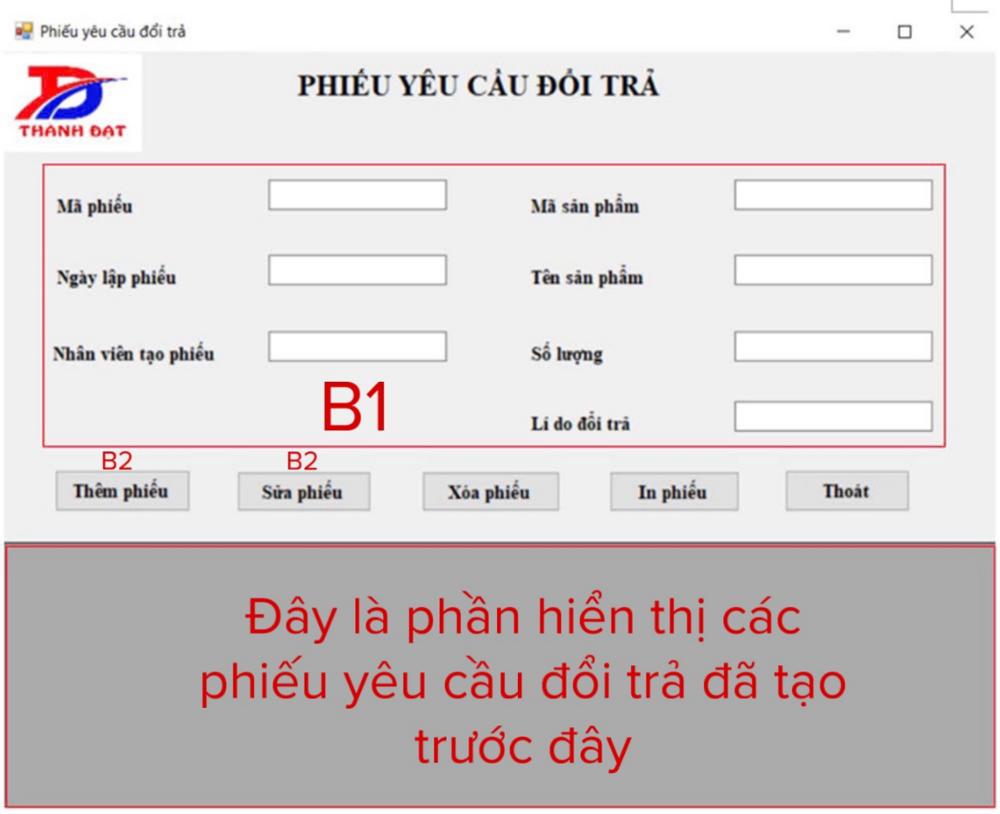 Phiếu yêu cầu đổi trả
THÀNH ĐẠT
PHIẾU YÊU CẦU ĐỔI TRẢ
Mã phiếu
Mã sản phẩm
Ngày lập phiếu
Tên sản phẩm
Nhân viên tạo phiếu
Số lượng
B1
Lí do đổi trả
B2
B2
Thêm phiếu
Sửa phiếu
Xóa phiếu
In phiếu
Thoát
Đây là phần hiển thị các
phiếu yêu cầu đổi trả đã tạo
trước đây